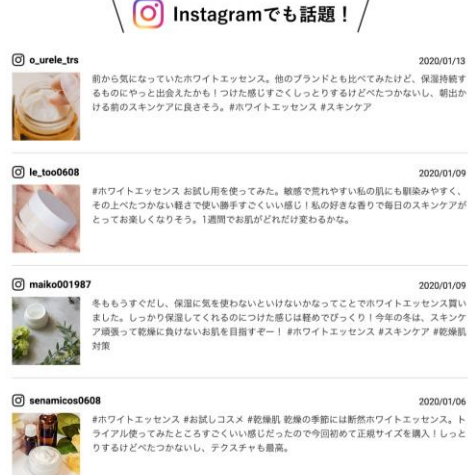 \ Instagramでも話題！ /
o_urele_trs
2020/01/13
前から気になっていたホワイトエッセンス。他のブランドとも比べてみたけど、保湿持続す
るものにやっと出会えたかも！つけた感じすごくしっとりするけどべたつかないし、朝出か
ける前のスキンケアに良さそう。#ホワイトエッセンス #スキンケア
le_too0608
2020/01/09
#ホワイトエッセンス お試し用を使ってみた。敏感で荒れやすい私の肌にも馴染みやすく、
その上べたつかない軽さで使い勝手すごくいい感じ！私の好きな香りで毎日のスキンケアが
とってお楽しくなりそう。1週間でお肌がどれだけ変わるかな。
maiko001987
2020/01/09
冬ももうすぐだし、保湿に気を使わないといけないかなってことでホワイトエッセンス買い
ました。しっかり保湿してくれるのにつけた感じは軽めでびっくり！今年の冬は、スキンケ
ア頑張って乾燥に負けないお肌を目指すぞー！ #ホワイトエッセンス #スキンケア #乾燥肌
対策
senamicos0608
2020/01/06
#ホワイトエッセンス #お試しコスメ #乾燥肌 乾燥の季節には断然ホワイトエッセンス。ト
ライアル使ってみたところすごくいい感じだったので今回初めて正規サイズを購入！しっと
りするけどべたつかないし、テクスチャも最高。